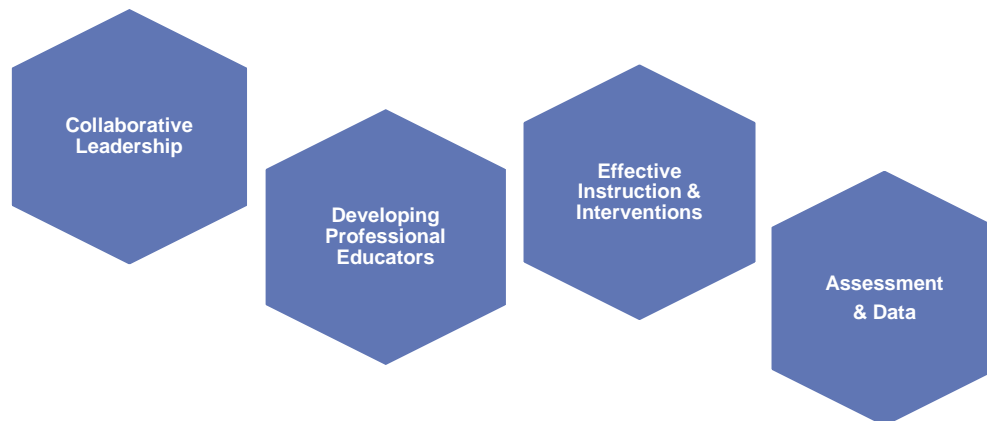 Collaborative
Leadership
Developing
Professional
Educators
Effective
Instruction &
Interventions
Assessment
& Data